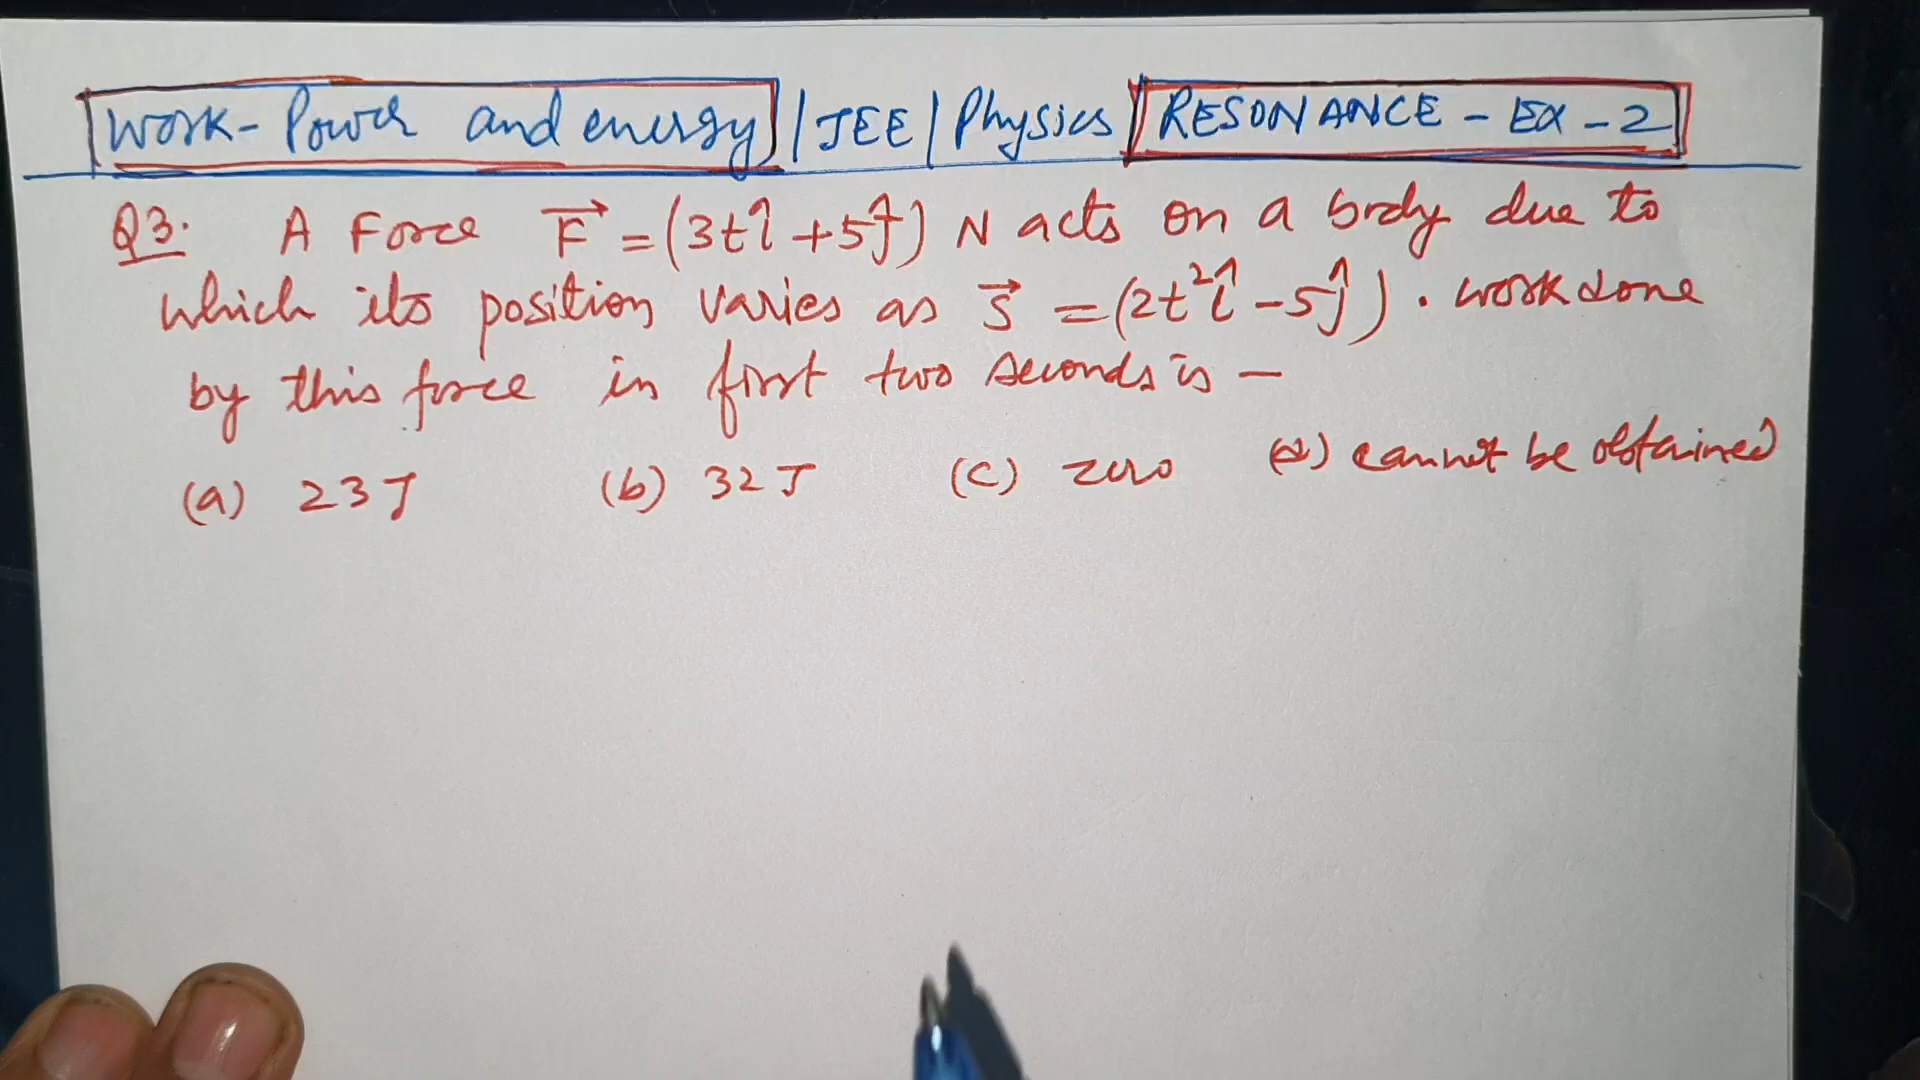 Work-Power and energy / JEE / Physics / RESONANCE - EX - 2
Q3. A Force F⃗ = (3t î + 5ĵ) N acts on a body due to
which its position varies as S⃗ = (2t² î - 5ĵ). work done
by this force in first two seconds is —
(a) 23 J (b) 32 J (c) zero (d) cannot be obtained